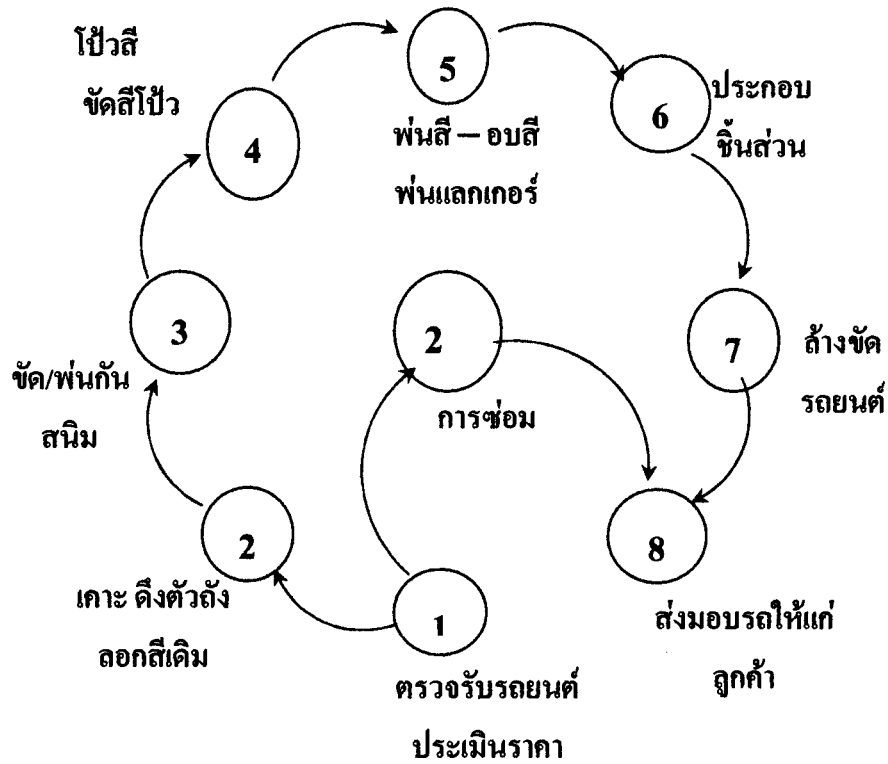 โป้วสี
ขัดสีโป้ว
4
5
พ่นสี – อบสี
พ่นแลกเกอร์
6
ประกอบ
ชิ้นส่วน
3
ขัด/พ่นกัน
สนิม
2
การซ่อม
7
ล้างขัด
รถยนต์
2
เคาะ ดึงตัวถัง
ลอกสีเดิม
1
ตรวจรับรถยนต์
ประเมินราคา
8
ส่งมอบรถให้แก่
ลูกค้า